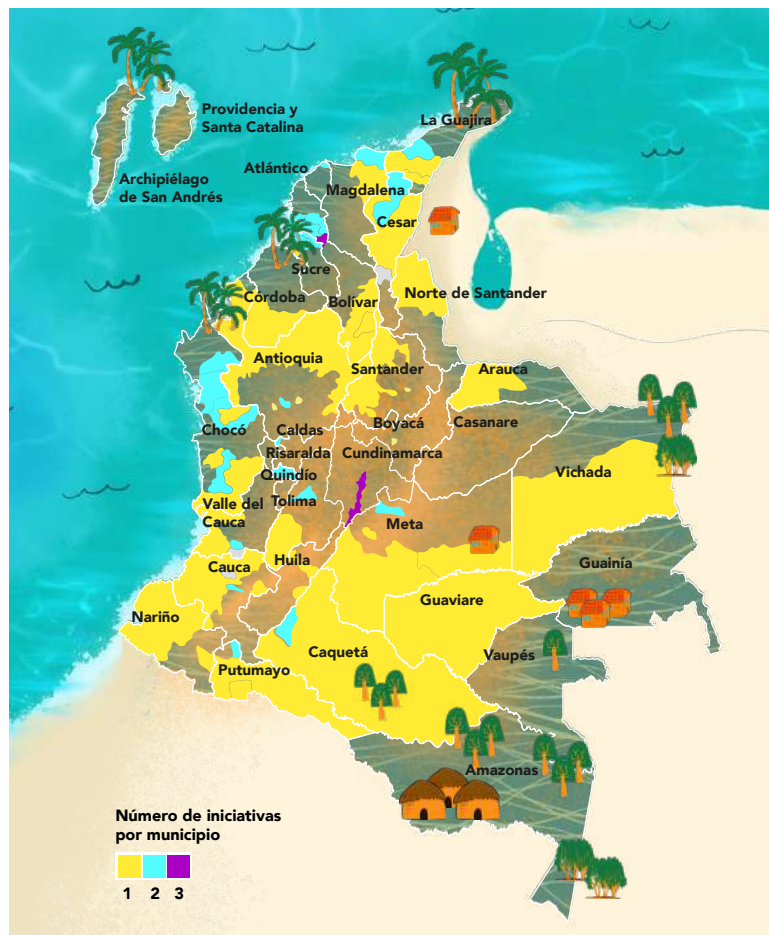 Providencia y
Santa Catalina
La Guajira
Archipiélago
de San Andrés
Atlántico
Magdalena
Cesar
Sucre
Córdoba
Bolívar
Norte de Santander
Antioquia
Santander
Arauca
Chocó
Caldas
Boyacá
Casanare
Risaralda
Cundinamarca
Quindío
Vichada
Valle del
Cauca
Tolima
Meta
Cauca
Huila
Guainía
Nariño
Guaviare
Caquetá
Vaupés
Putumayo
Amazonas
Número de iniciativas
por municipio
1 2 3